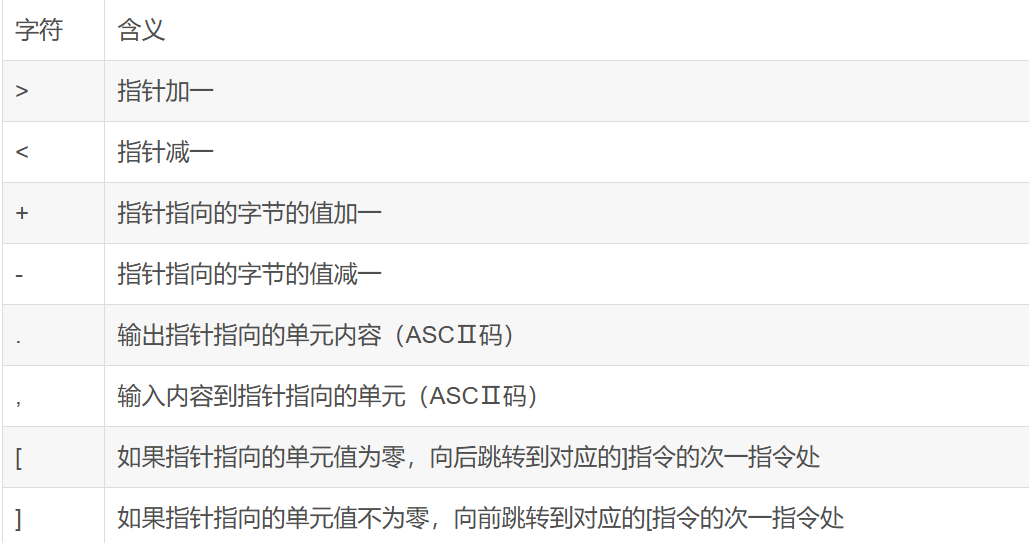 字符 含义
> 指针加一
< 指针减一
+ 指针指向的字节的值加一
- 指针指向的字节的值减一
. 输出指针指向的单元内容（ASCⅡ码）
, 输入内容到指针指向的单元（ASCⅡ码）
[ 如果指针指向的单元值为零，向后跳转到对应的]指令的次一指令处
] 如果指针指向的单元值不为零，向前跳转到对应的[指令的次一指令处